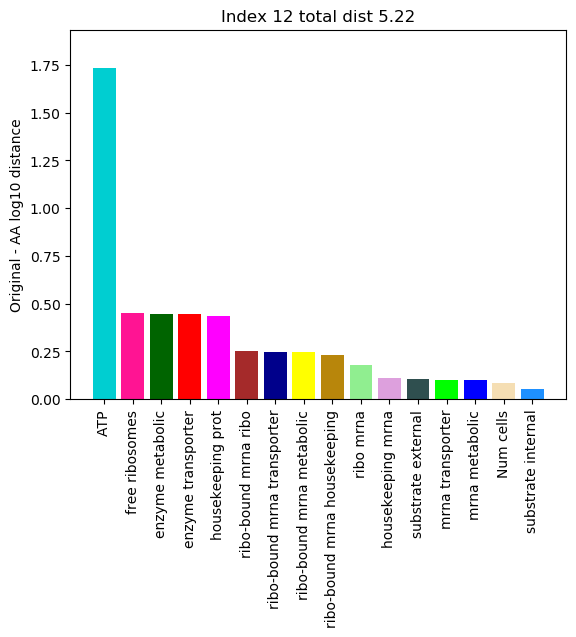 Index 12 total dist 5.22
Original - AA log10 distance
1.75
1.50
1.25
1.00
0.75
0.50
0.25
0.00
ATP
free ribosomes
enzyme metabolic
enzyme transporter
housekeeping prot
ribo-bound mrna ribo
ribo-bound mrna transporter
ribo-bound mrna metabolic
ribo-bound mrna housekeeping
ribo mrna
housekeeping mrna
substrate external
mrna transporter
mrna metabolic
Num cells
substrate internal